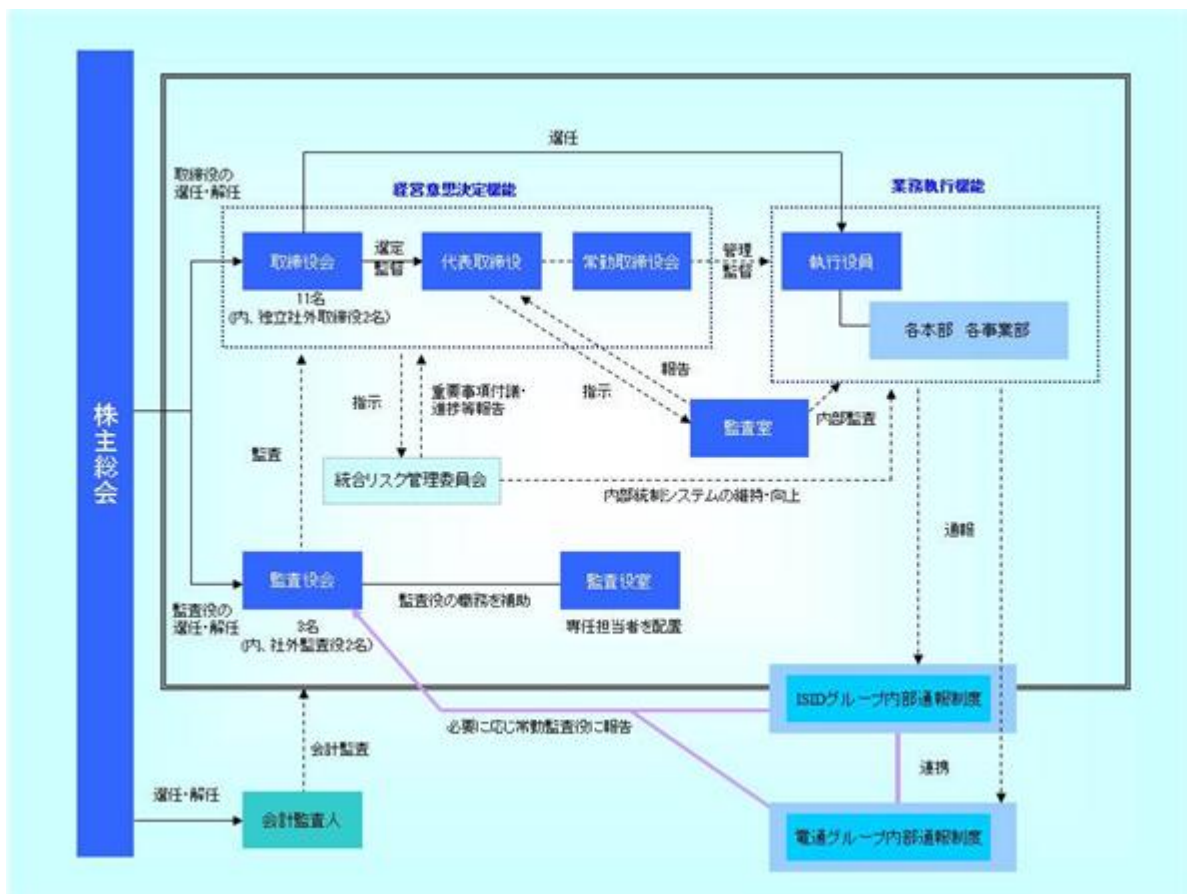 選任
取締役の
選任・解任
経営意思決定機能
業務執行機能
取締役会
選定
監督
代表取締役
常勤取締役会
管理
監督
執行役員
11名
(内、独立社外取締役2名)
各本部 各事業部
株主総会
指示
重要事項付議・
進捗等報告
報告
指示
監査室
内部監査
監査
統合リスク管理委員会
内部統制システムの維持・向上
通報
監査役会
監査役の職務を補助
監査役室
監査役の
選任・解任
3名
(内、社外監査役2名)
専任担当者を配置
ISIDグループ内部通報制度
必要に応じ常勤監査役に報告
会計監査
連携
選任・解任
会計監査人
電通グループ内部通報制度